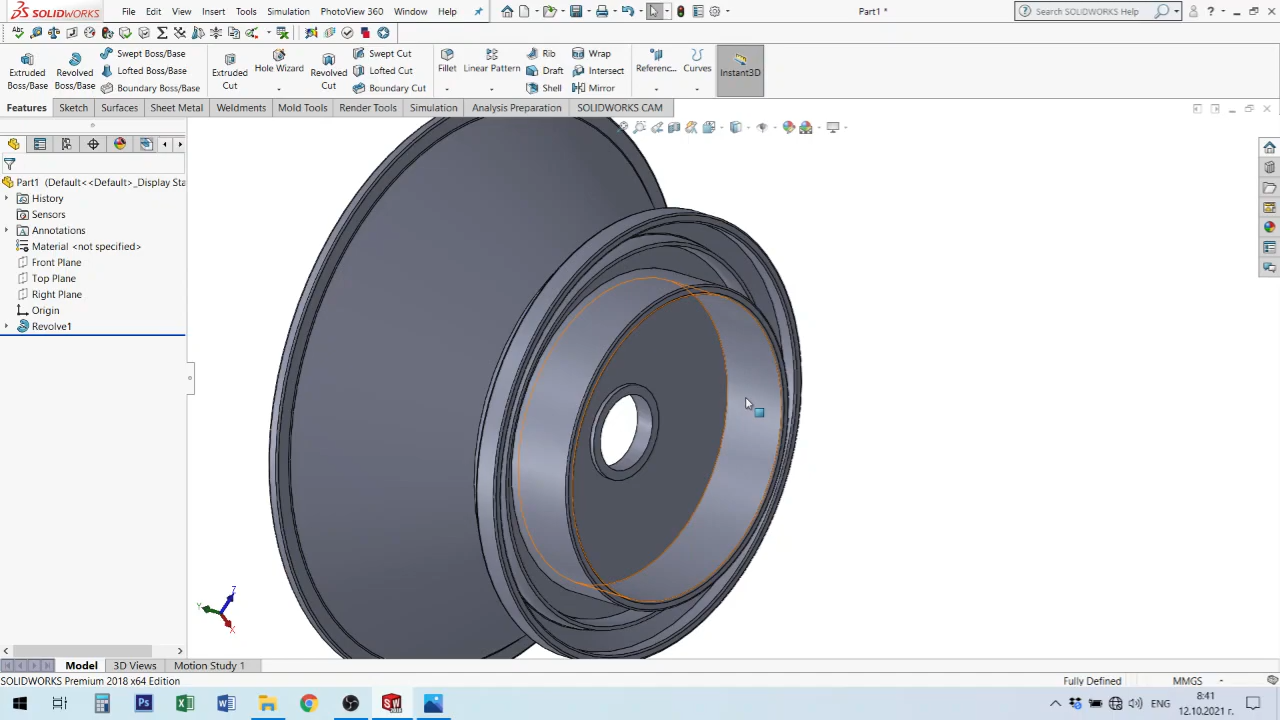 SOLIDWORKS File Edit View Insert Tools Simulation PhotoView 360 Window Help Part1 * Search SOLIDWORKS Help
Extruded Boss/Base
Revolved Boss/Base
Swept Boss/Base
Lofted Boss/Base
Boundary Boss/Base
Extruded Cut
Hole Wizard
Revolved Cut
Swept Cut
Lofted Cut
Boundary Cut
Fillet
Linear Pattern
Rib
Draft
Shell
Wrap
Intersect
Mirror
Referenc...
Curves
Instant3D
Features Sketch Surfaces Sheet Metal Weldments Mold Tools Render Tools Simulation Analysis Preparation SOLIDWORKS CAM
Part1 (Default<<Default>_Display Sta
History
Sensors
Annotations
Material <not specified>
Front Plane
Top Plane
Right Plane
Origin
Revolve1
Z
Y
X
Model 3D Views Motion Study 1
SOLIDWORKS Premium 2018 x64 Edition Fully Defined MMGS
ENG 8:41
12.10.2021 г.